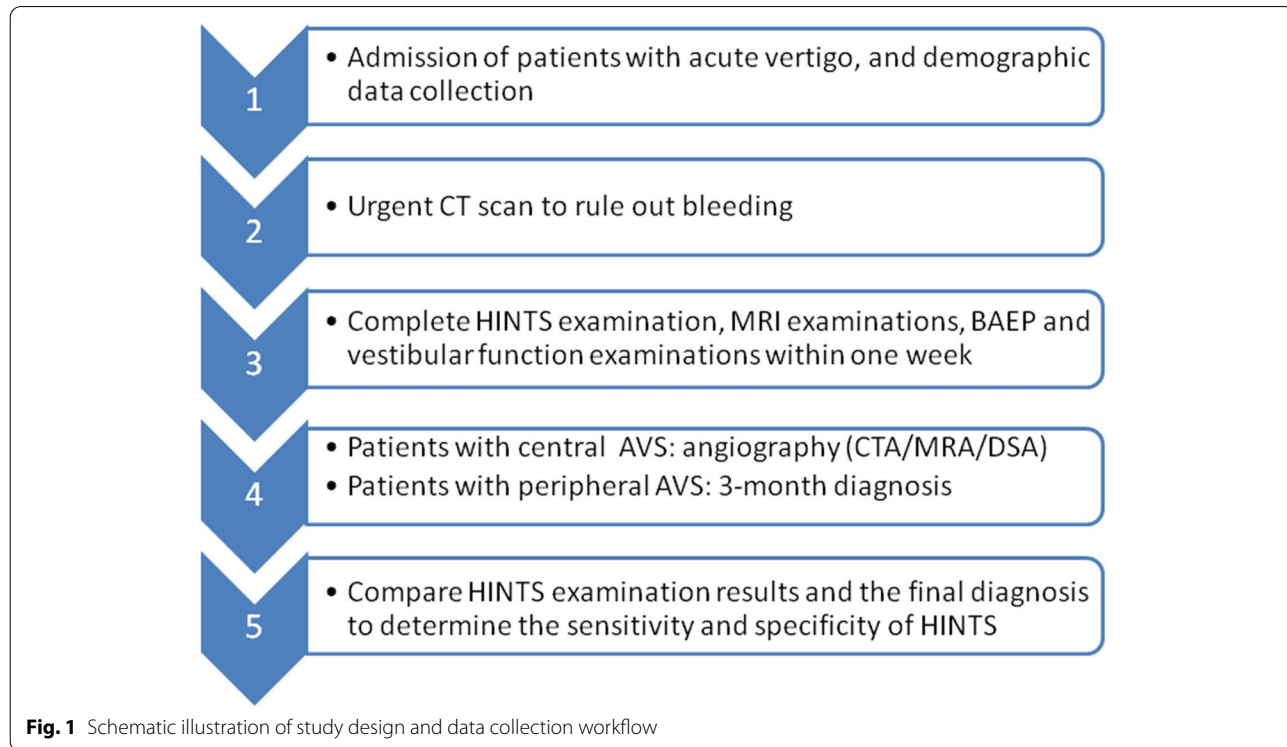 1
• Admission of patients with acute vertigo, and demographic
data collection
2
• Urgent CT scan to rule out bleeding
3
• Complete HINTS examination, MRI examinations, BAEP and
vestibular function examinations within one week
4
• Patients with central AVS: angiography (CTA/MRA/DSA)
• Patients with peripheral AVS: 3-month diagnosis
5
• Compare HINTS examination results and the final diagnosis
to determine the sensitivity and specificity of HINTS
Fig. 1 Schematic illustration of study design and data collection workflow